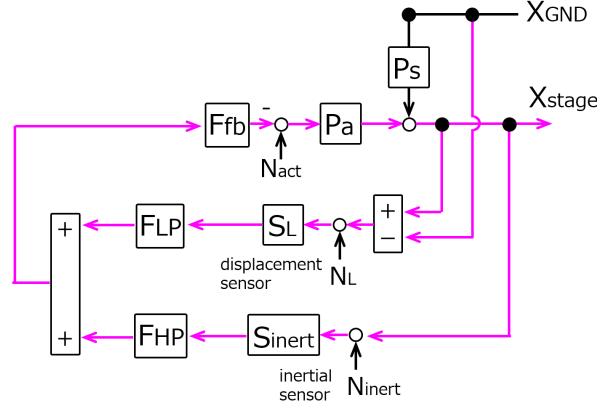 XGND
Ps
Xstage
Ffb
-
Pa
Nact
+
FLP
SL
+
−
displacement
sensor
NL
+
FHP
Sinert
inertial
sensor
Ninert